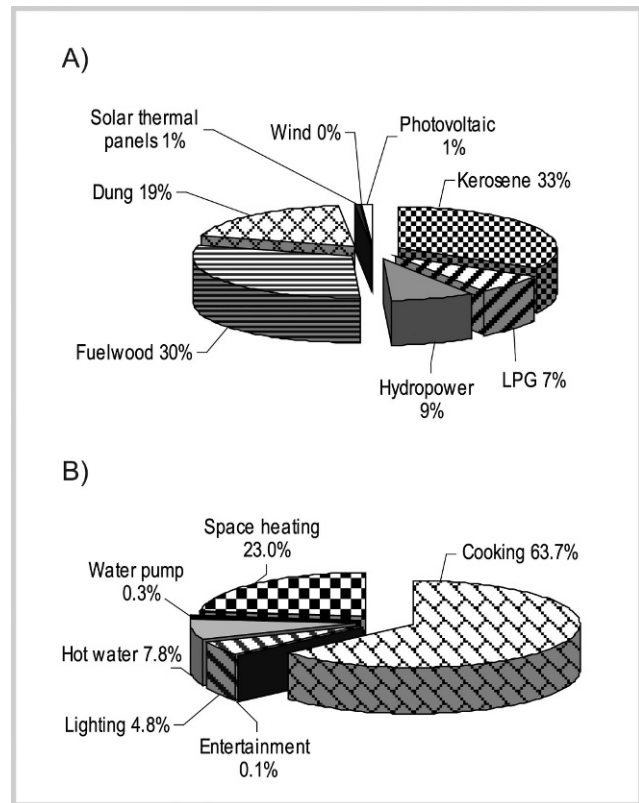 A)
Solar thermal
panels 1%
Wind 0%
Photovoltaic
1%
Kerosene 33%
Dung 19%
Fuelwood 30%
Hydropower
9%
LPG 7%
B)
Space heating
23.0%
Cooking 63.7%
Water pump
0.3%
Hot water 7.8%
Lighting 4.8%
Entertainment
0.1%